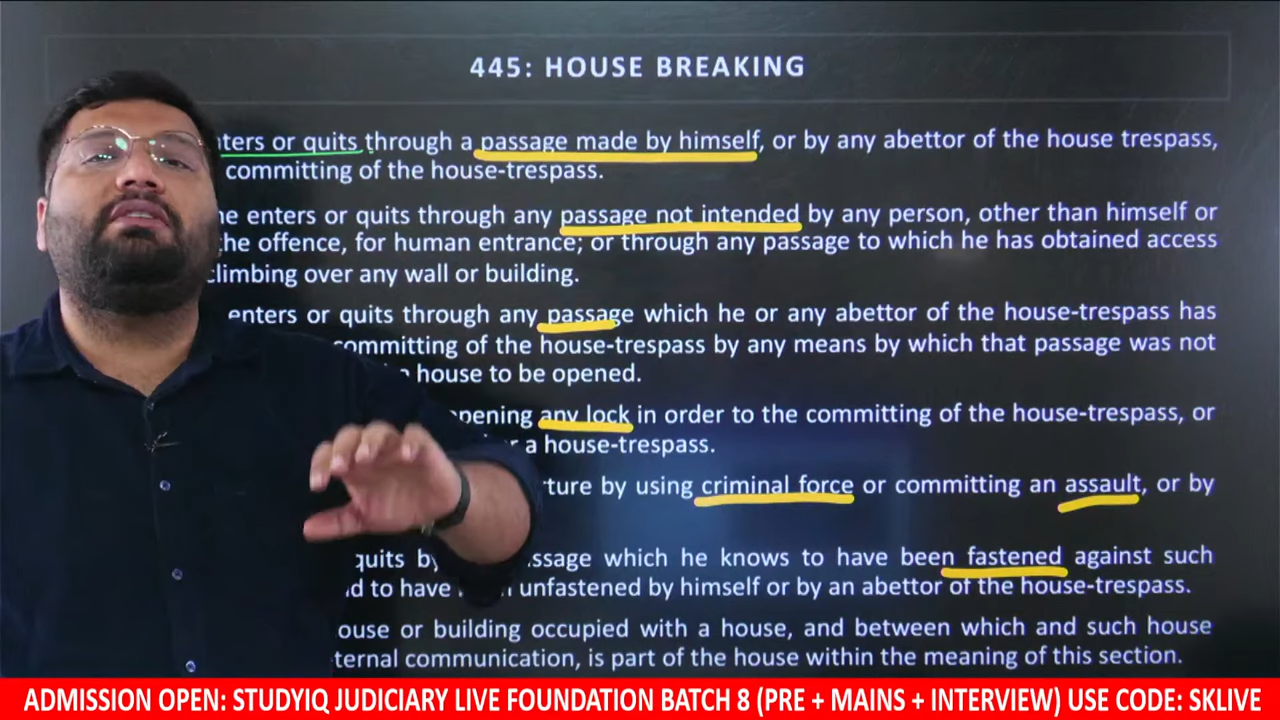 445: HOUSE BREAKING
enters or quits through a passage made by himself, or by any abettor of the house trespass,
committing of the house-trespass.
he enters or quits through any passage not intended by any person, other than himself or
the offence, for human entrance; or through any passage to which he has obtained access
climbing over any wall or building.
enters or quits through any passage which he or any abettor of the house-trespass has
committing of the house-trespass by any means by which that passage was not
house to be opened.
opening any lock in order to the committing of the house-trespass, or
a house-trespass.
using criminal force or committing an assault, or by
quits which he knows to have been fastened against such
to have unfastened by himself or by an abettor of the house-trespass.
house or building occupied with a house, and between which and such house
communication, is part of the house within the meaning of this section.
ADMISSION OPEN: STUDYIQ JUDICIARY LIVE FOUNDATION BATCH 8 (PRE + MAINS + INTERVIEW) USE CODE: SKLIVE